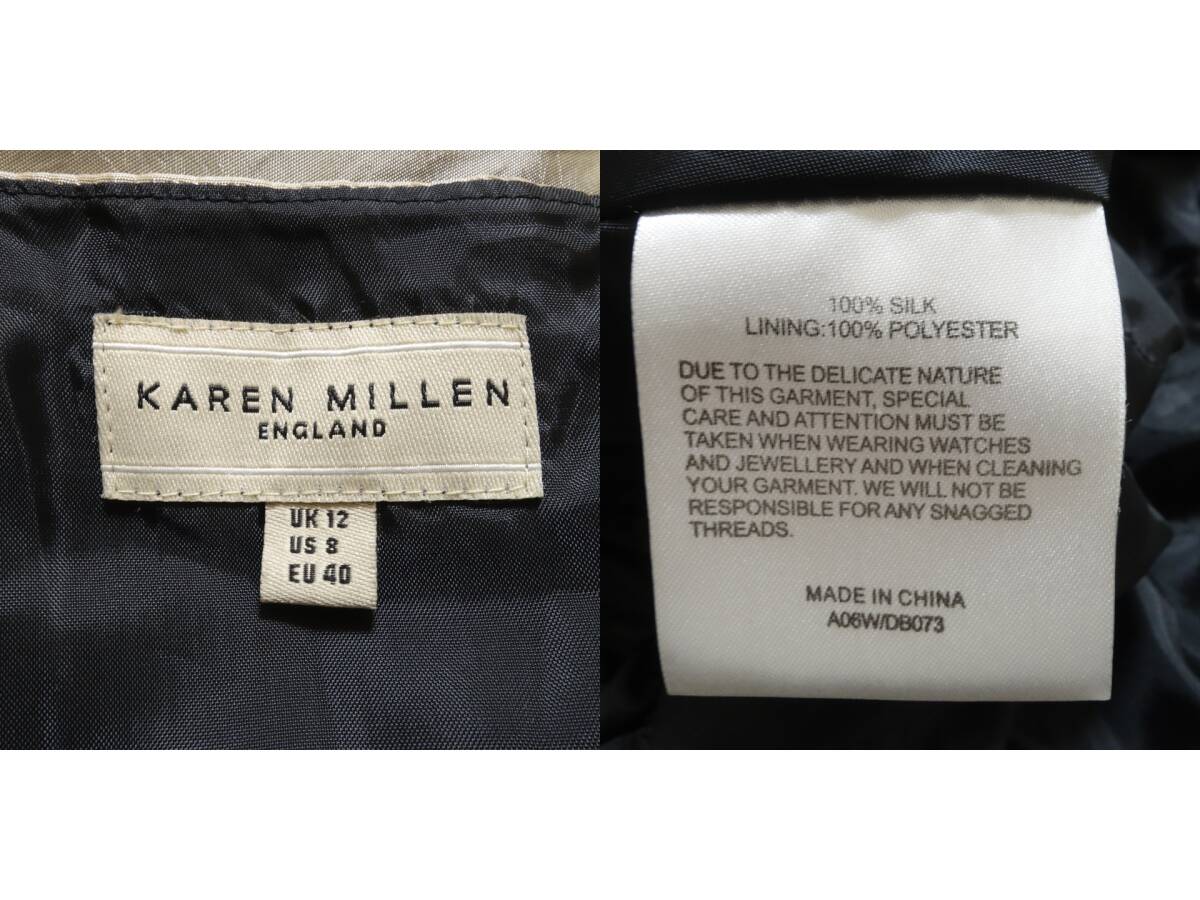 KAREN MILLEN
ENGLAND
UK 12
US 8
EU 40
100% SILK
LINING:100% POLYESTER
DUE TO THE DELICATE NATURE
OF THIS GARMENT, SPECIAL
CARE AND ATTENTION MUST BE
TAKEN WHEN WEARING WATCHES
AND JEWELLERY AND WHEN CLEANING
YOUR GARMENT. WE WILL NOT BE
RESPONSIBLE FOR ANY SNAGGED
THREADS.
MADE IN CHINA
A06W/DB073